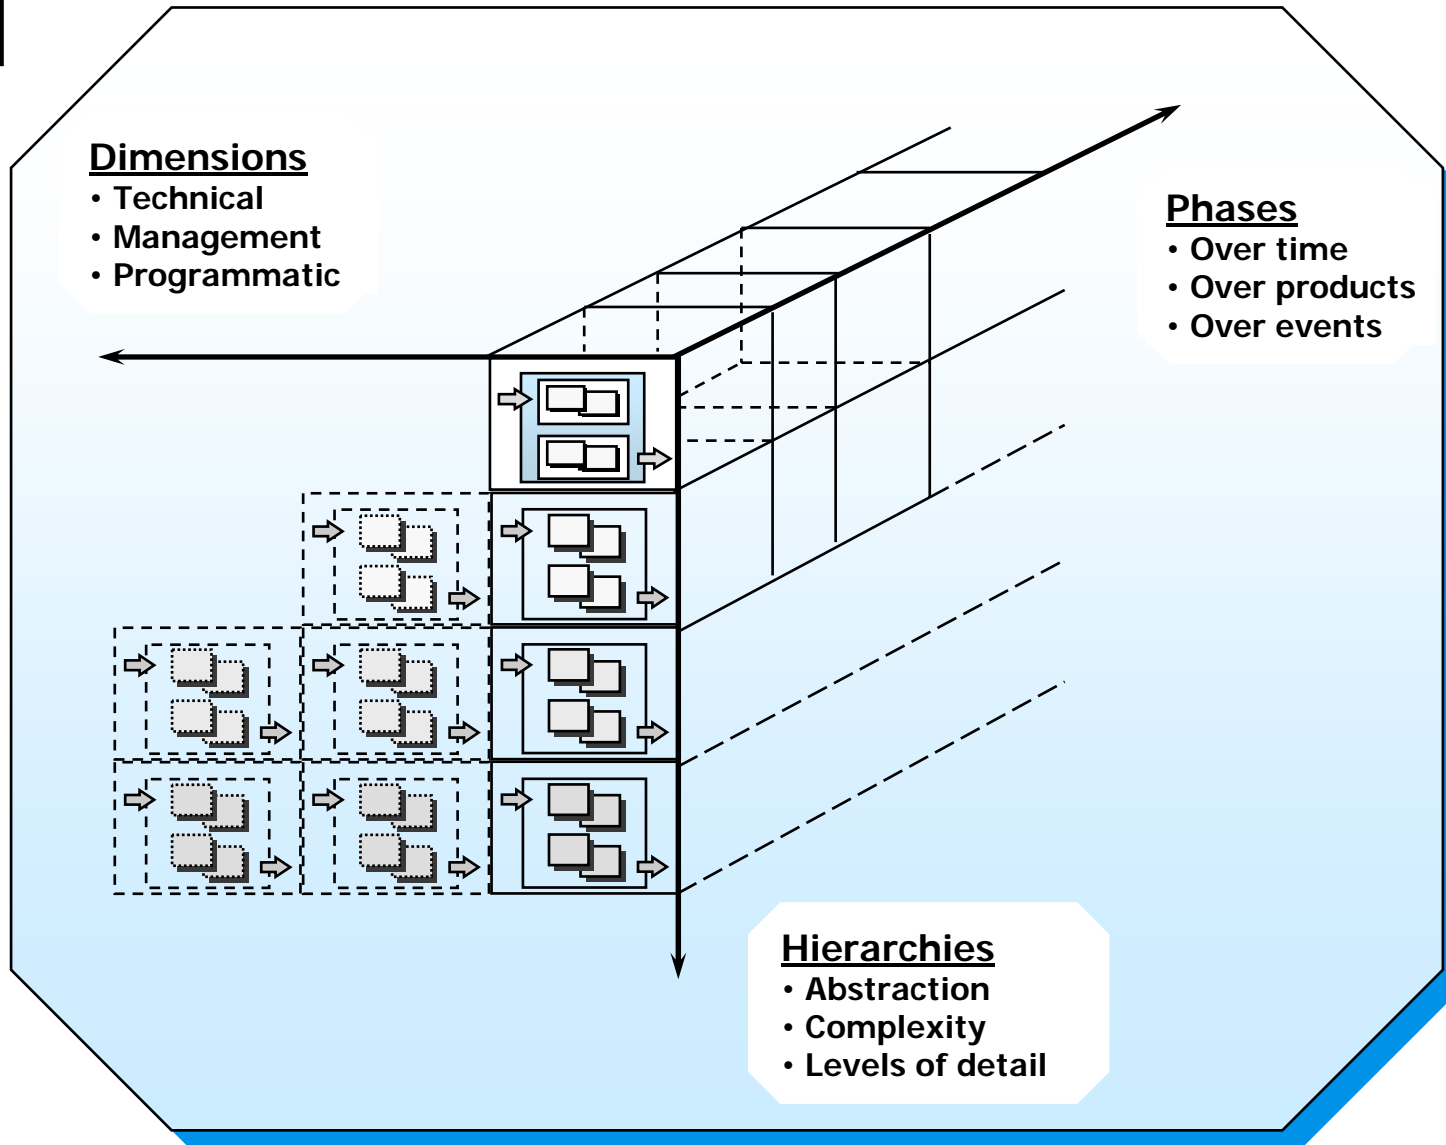 Dimensions
• Technical
• Management
• Programmatic
Phases
• Over time
• Over products
• Over events
Hierarchies
• Abstraction
• Complexity
• Levels of detail